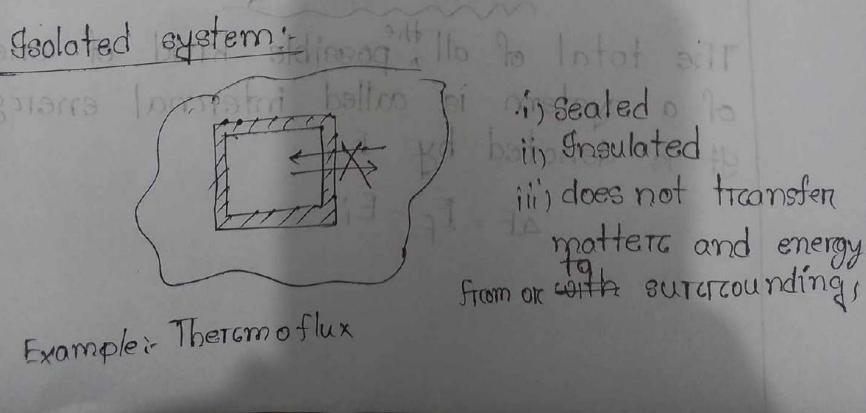 Isolated system:-
i) Sealed
ii) Insulated
iii) does not transfer
matter and energy
to
from or with surrounding,
Example:- Thermoflux